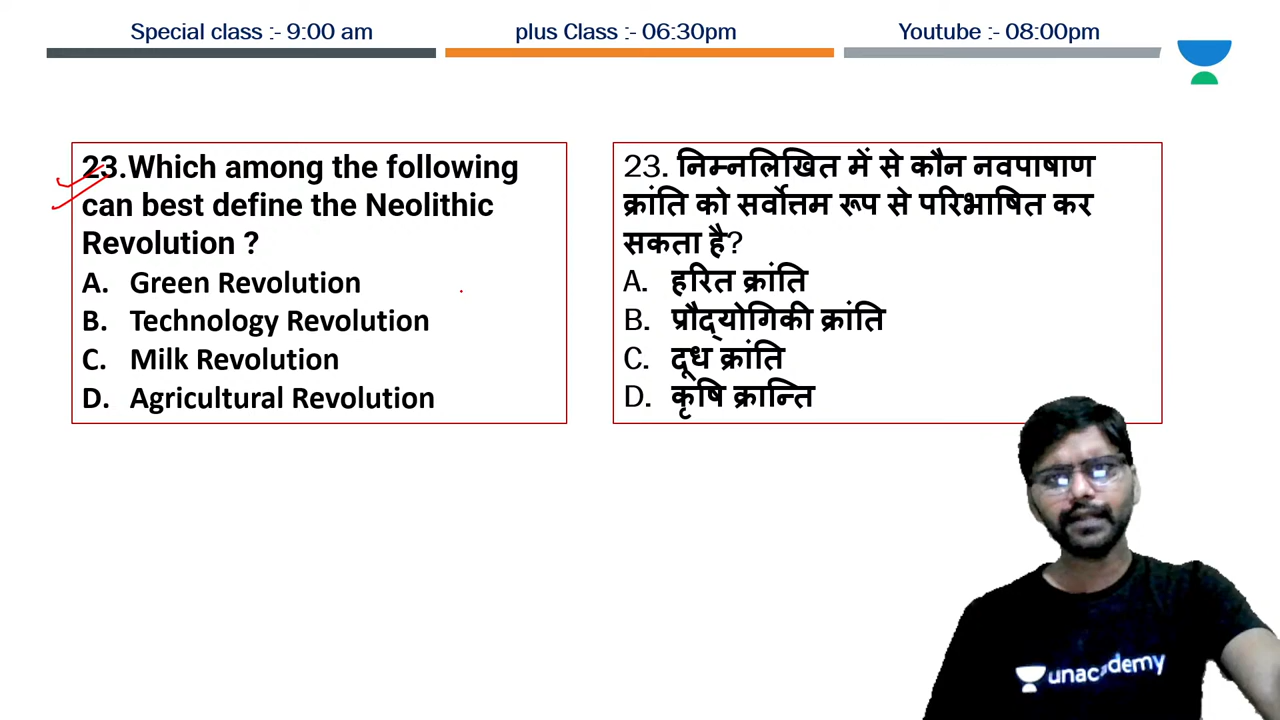 Special class :- 9:00 am
plus Class :- 06:30pm
Youtube :- 08:00pm
23.Which among the following
can best define the Neolithic
Revolution ?
A. Green Revolution
B. Technology Revolution
C. Milk Revolution
D. Agricultural Revolution
23. निम्नलिखित में से कौन नवपाषाण
क्रांति को सर्वोत्तम रूप से परिभाषित कर
सकता है?
A. हरित क्रांति
B. प्रौद्योगिकी क्रांति
C. दूध क्रांति
D. कृषि क्रान्ति
unacademy